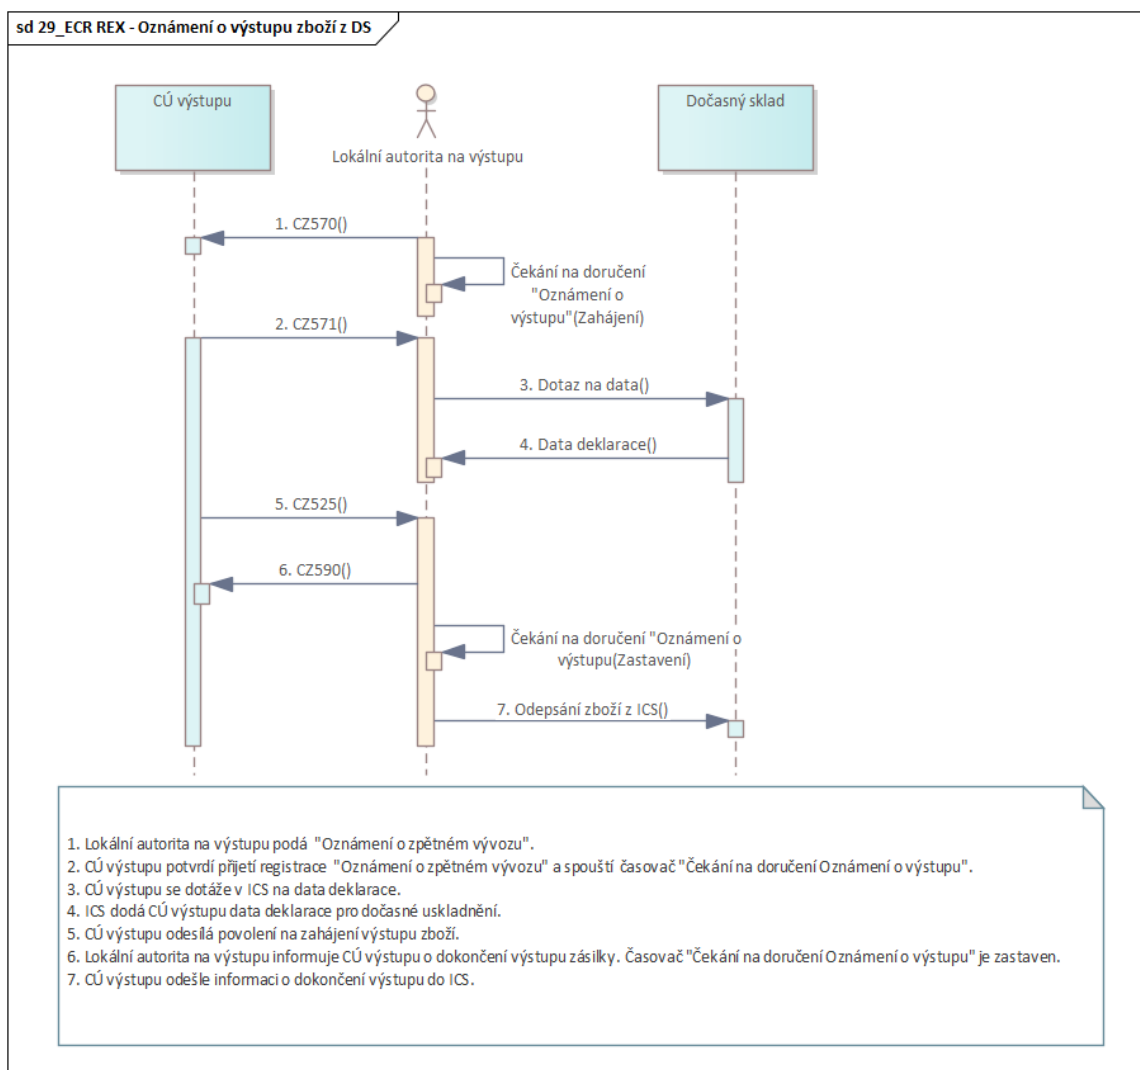 sd 29_ECR REX - Oznámení o výstupu zboží z DS
CÚ výstupu
Dočasný sklad
Lokální autorita na výstupu
1. CZ570()
Čekání na doručení
"Oznámení o
výstupu"(Zahájení)
2. CZ571()
3. Dotaz na data()
4. Data deklarace()
5. CZ525()
6. CZ590()
Čekání na doručení "Oznámení o
výstupu(Zastavení)
7. Odepsání zboží z ICS()
1. Lokální autorita na výstupu podá "Oznámení o zpětném vývozu".
2. CÚ výstupu potvrdí přijetí registrace "Oznámení o zpětném vývozu" a spouští časovač "Čekání na doručení Oznámení o výstupu".
3. CÚ výstupu se dotáže v ICS na data deklarace.
4. ICS dodá CÚ výstupu data deklarace pro dočasné uskladnění.
5. CÚ výstupu odesílá povolení na zahájení výstupu zboží.
6. Lokální autorita na výstupu informuje CÚ výstupu o dokončení výstupu zásilky. Časovač "Čekání na doručení Oznámení o výstupu" je zastaven.
7. CÚ výstupu odešle informaci o dokončení výstupu do ICS.